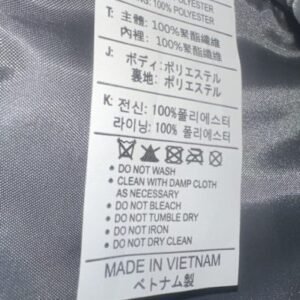 POLYESTER
NG: 100% POLYESTER
T: 主體: 100%聚酯纖維
內裡: 100%聚酯纖維
J: ボディ:ポリエステル
裏地:ポリエステル
K: 전신: 100%폴리에스터
라이닝: 100% 폴리에스터
• DO NOT WASH
• CLEAN WITH DAMP CLOTH
AS NECESSARY
• DO NOT BLEACH
• DO NOT TUMBLE DRY
• DO NOT IRON
• DO NOT DRY CLEAN
MADE IN VIETNAM
ベトナム製